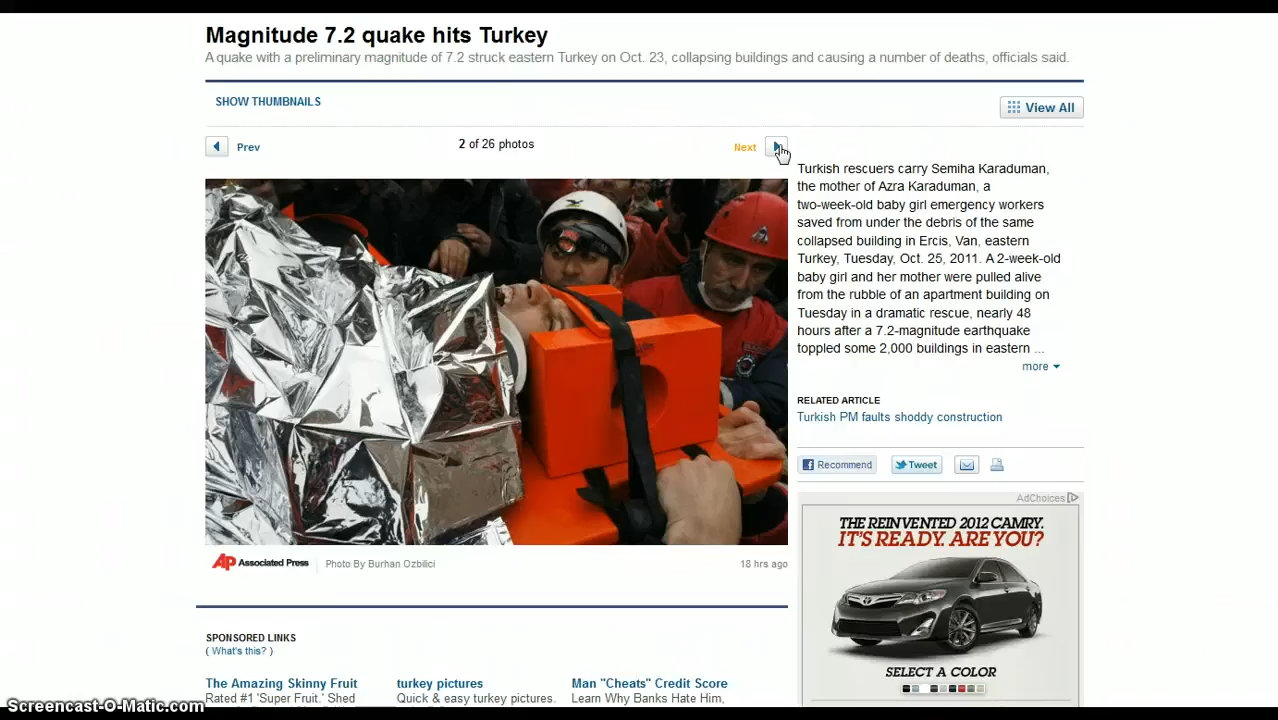 Magnitude 7.2 quake hits Turkey
A quake with a preliminary magnitude of 7.2 struck eastern Turkey on Oct. 23, collapsing buildings and causing a number of deaths, officials said.
SHOW THUMBNAILS
View All
Prev
2 of 26 photos
Next
Turkish rescuers carry Semiha Karaduman,
the mother of Azra Karaduman, a
two-week-old baby girl emergency workers
saved from under the debris of the same
collapsed building in Ercis, Van, eastern
Turkey, Tuesday, Oct. 25, 2011. A 2-week-old
baby girl and her mother were pulled alive
from the rubble of an apartment building on
Tuesday in a dramatic rescue, nearly 48
hours after a 7.2-magnitude earthquake
toppled some 2,000 buildings in eastern ...
more
RELATED ARTICLE
Turkish PM faults shoddy construction
Recommend
Tweet
AdChoices
THE REINVENTED 2012 CAMRY.
IT'S READY. ARE YOU?
SELECT A COLOR
AP Associated Press
Photo By Burhan Ozbilici
18 hrs ago
SPONSORED LINKS
( What's this? )
The Amazing Skinny Fruit
Rated #1 'Super Fruit.' Shed
turkey pictures
Quick & easy turkey pictures.
Man "Cheats" Credit Score
Learn Why Banks Hate Him,
Screencast-O-Matic.com